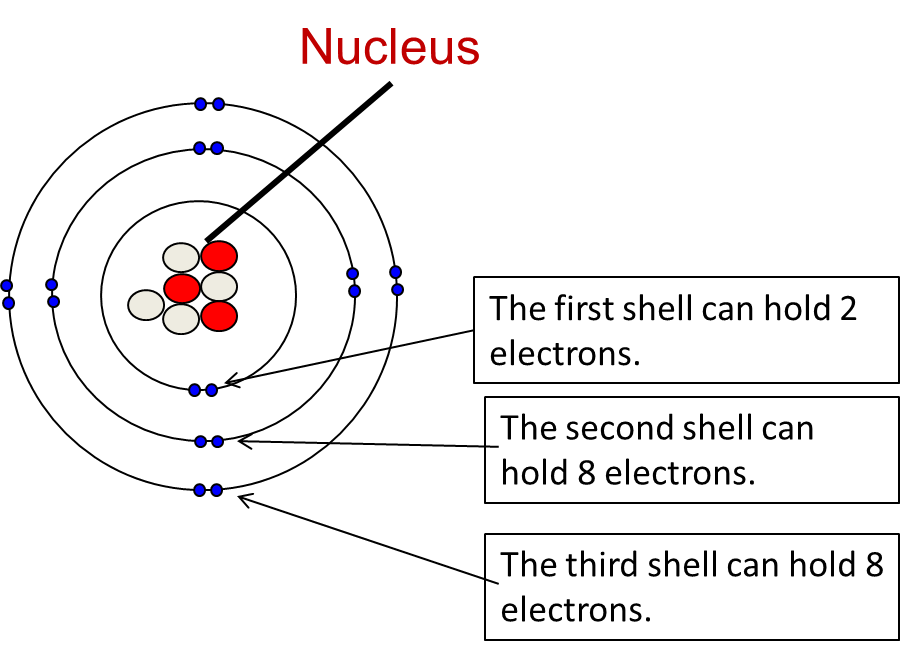 Nucleus
The first shell can hold 2
electrons.
The second shell can
hold 8 electrons.
The third shell can hold 8
electrons.